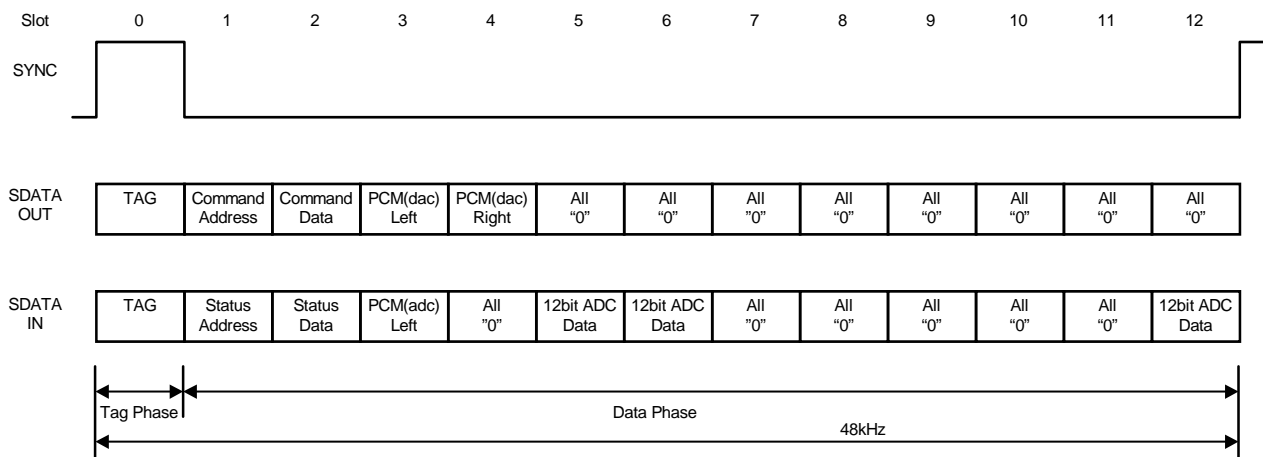 Slot 0 1 2 3 4 5 6 7 8 9 10 11 12
SYNC
SDATA OUT
TAG
Command Address
Command Data
PCM(dac) Left
PCM(dac) Right
All “0”
All “0”
All ”0”
All “0”
All “0”
All “0”
All “0”
All “0”
SDATA IN
TAG
Status Address
Status Data
PCM(adc) Left
All ”0”
12bit ADC Data
12bit ADC Data
All ”0”
All “0”
All “0”
All “0”
All “0”
12bit ADC Data
Tag Phase
Data Phase
48kHz